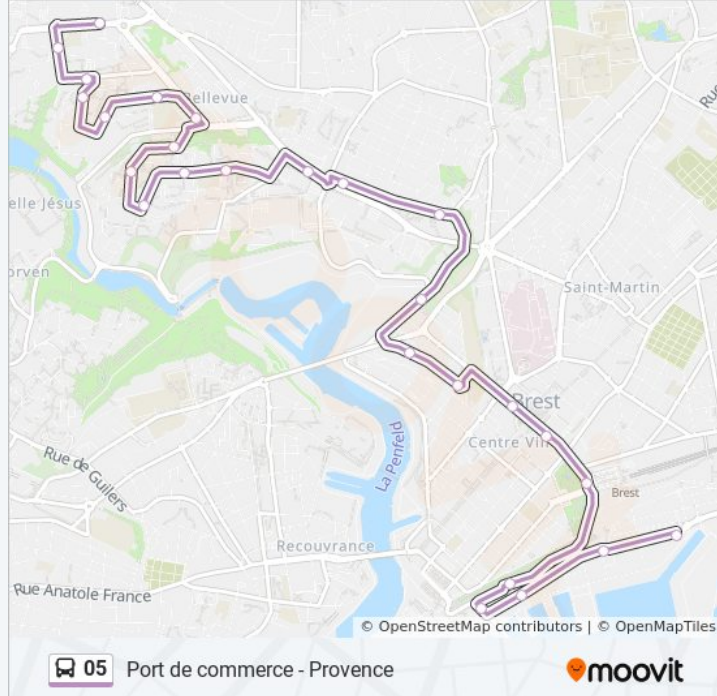 Bellevue
elle Jésus
orven
Saint-Martin
Rue
Brest
Centre Vil
La Penfeld
Rue de Guilers
Brest
Recouvrance
Rue Anatole France
© OpenStreetMap contributors | © OpenMapTiles
05 Port de commerce - Provence
moovit